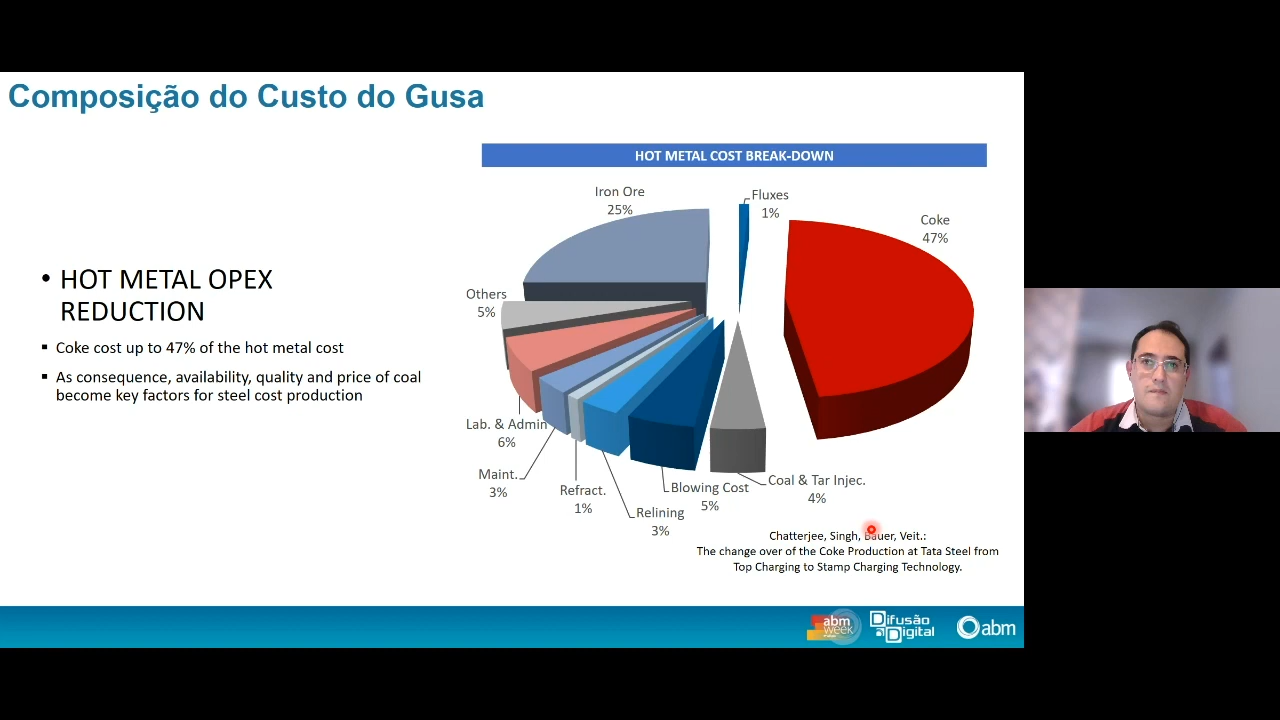 Composição do Custo do Gusa
HOT METAL COST BREAK-DOWN
• HOT METAL OPEX
REDUCTION
▪ Coke cost up to 47% of the hot metal cost
▪ As consequence, availability, quality and price of coal
become key factors for steel cost production
Iron Ore
25%
Fluxes
1%
Coke
47%
Others
5%
Lab. & Admin
6%
Maint.
3%
Refract.
1%
Relining
3%
Blowing Cost
5%
Coal & Tar Injec.
4%
Chatterjee, Singh, Bauer, Veit.:
The change over of the Coke Production at Tata Steel from
Top Charging to Stamp Charging Technology.
abm
week
Difusão
Digital
abm